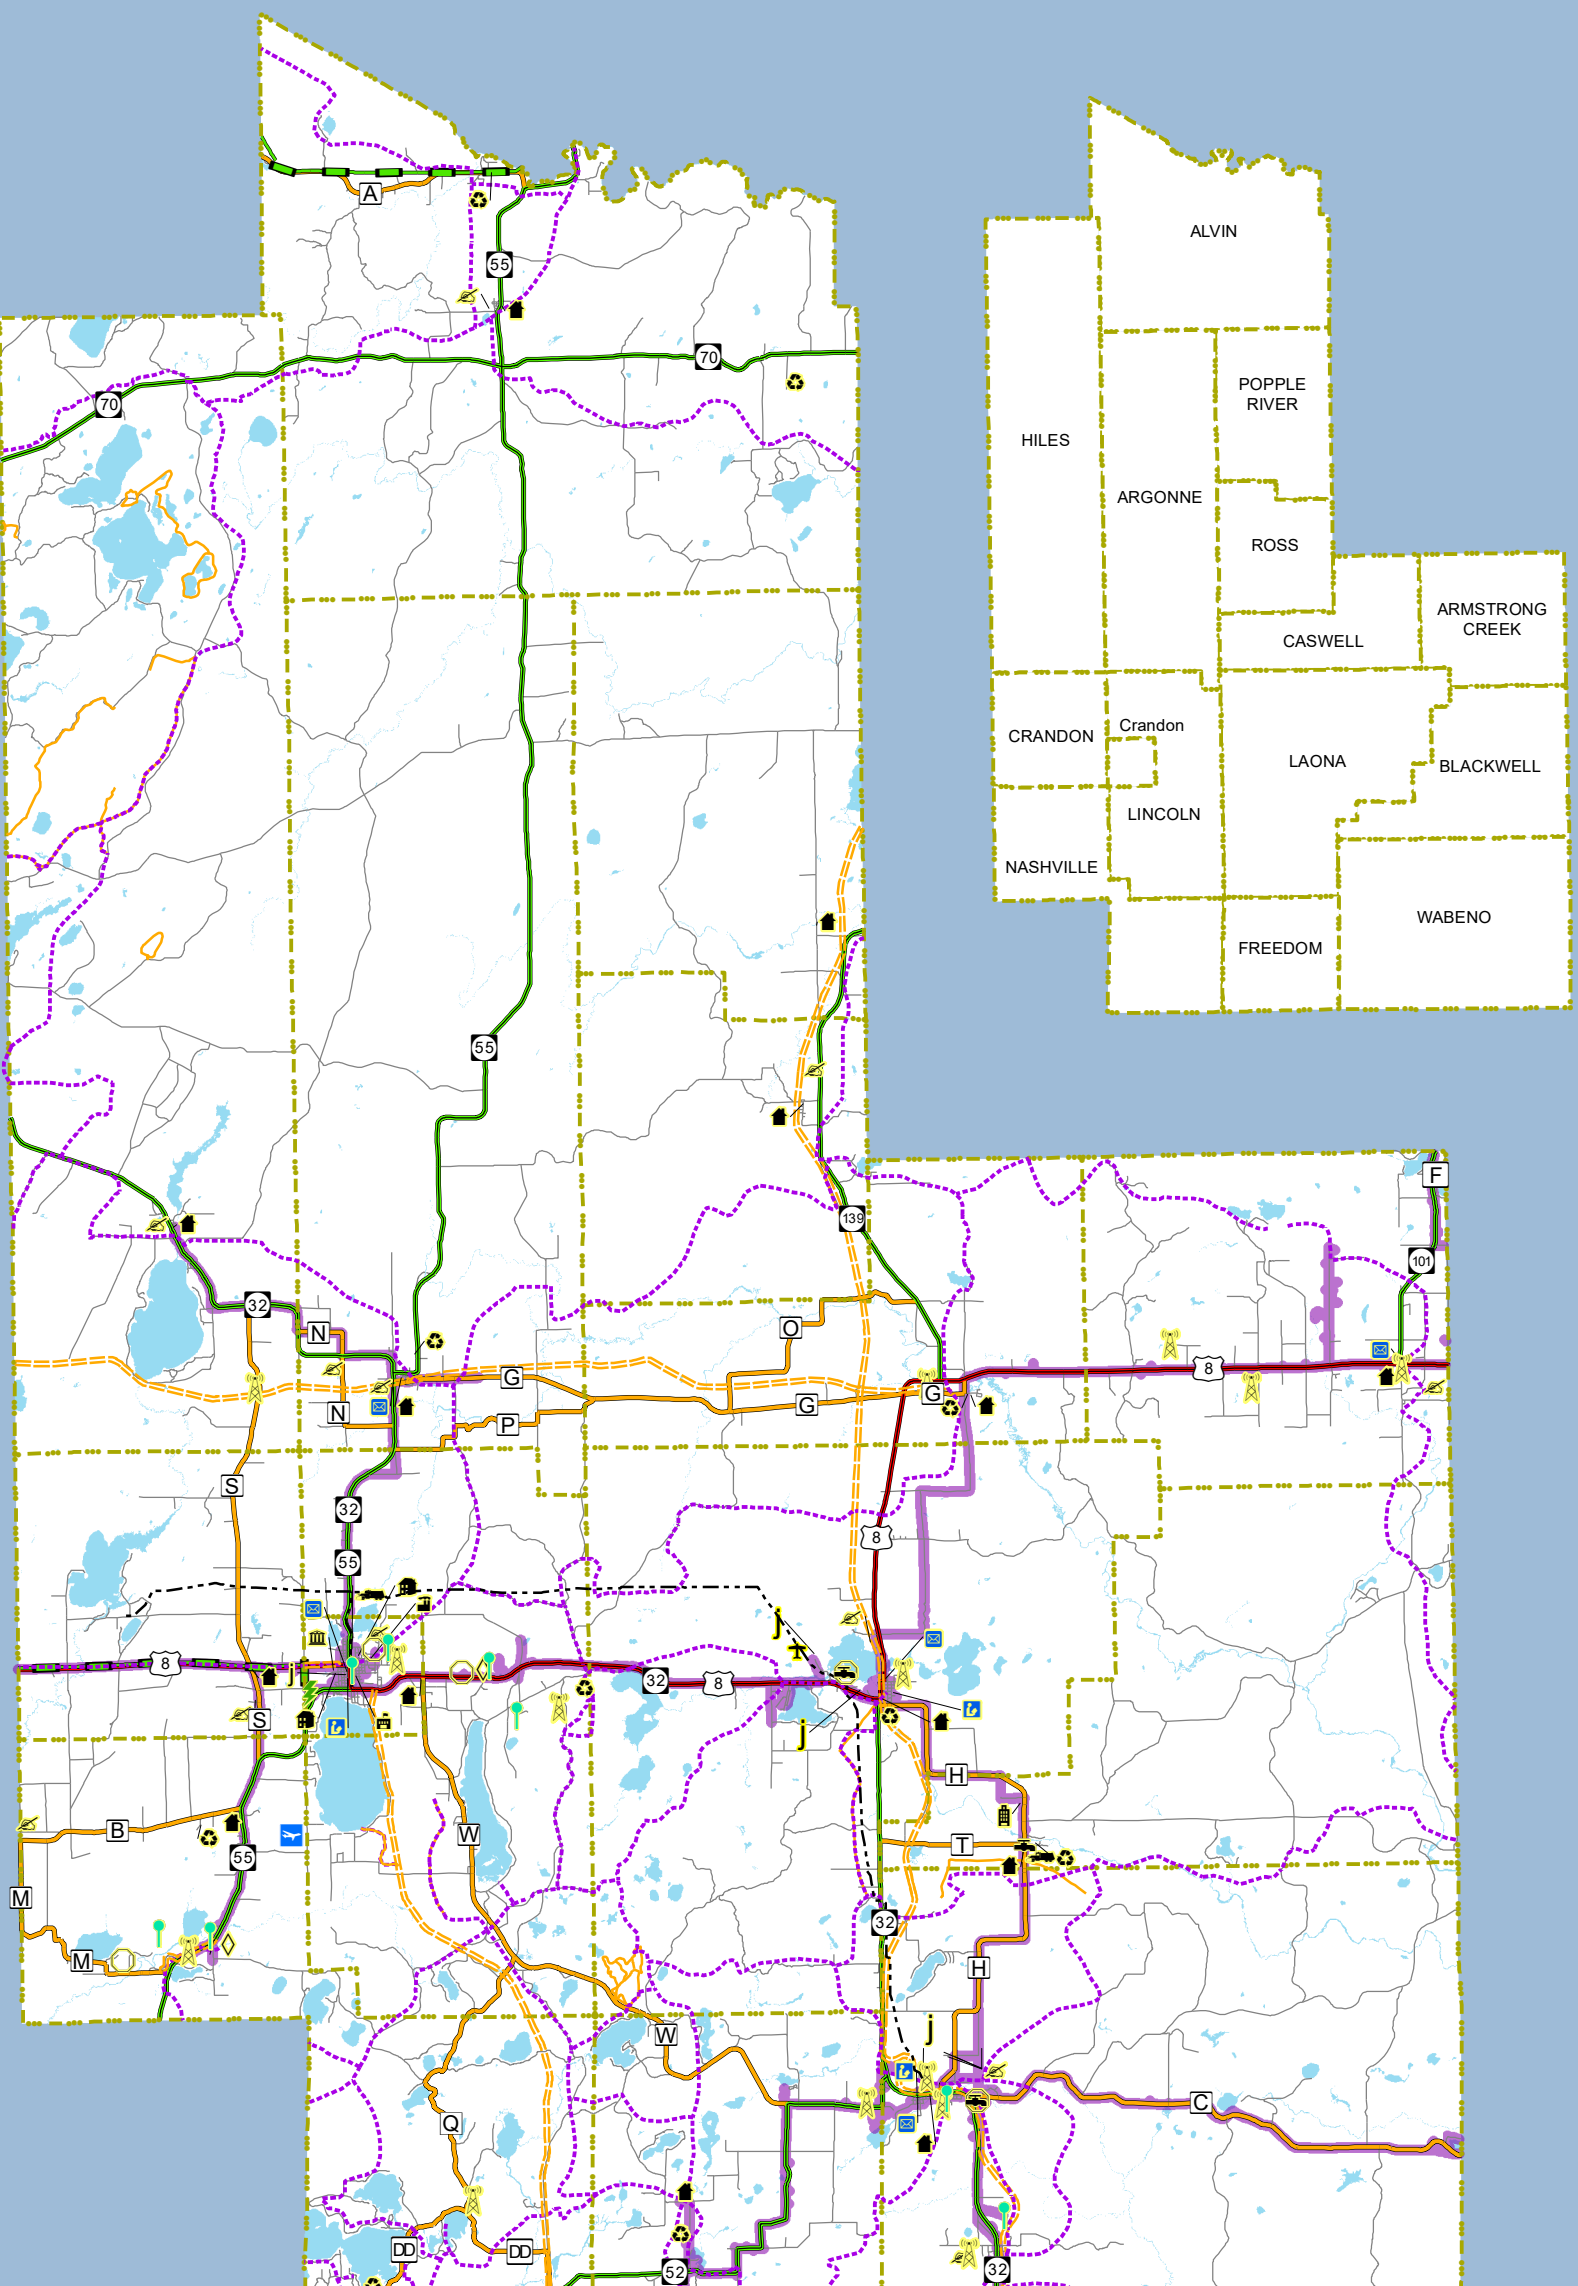 A
55
70
70
55
139
F
101
32
N
O
8
G
N
G
G
P
S
32
8
55
8
32
8
S
H
B
T
W
55
M
32
M
H
W
C
Q
DD
DD
52
32
j
j
j
j
ALVIN
POPPLE
RIVER
HILES
ARGONNE
ROSS
ARMSTRONG
CREEK
CASWELL
Crandon
CRANDON
LAONA
BLACKWELL
LINCOLN
NASHVILLE
WABENO
FREEDOM